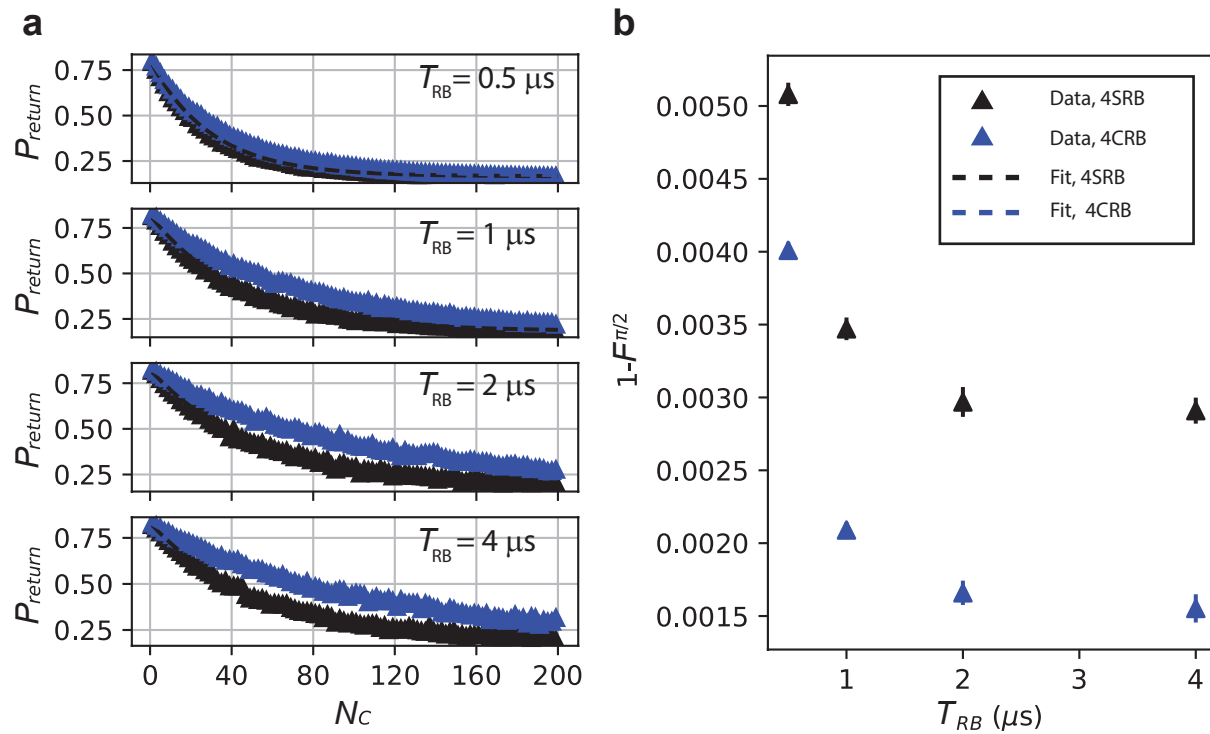 a
P_return
0.75
0.50
0.25
T_RB = 0.5 μs
P_return
0.75
0.50
0.25
T_RB = 1 μs
P_return
0.75
0.50
0.25
T_RB = 2 μs
P_return
0.75
0.50
0.25
T_RB = 4 μs
0 40 80 120 160 200
N_C
b
1-F^π/2
0.0050
0.0045
0.0040
0.0035
0.0030
0.0025
0.0020
0.0015
Data, 4SRB
Data, 4CRB
Fit, 4SRB
Fit, 4CRB
1 2 3 4
T_RB (μs)